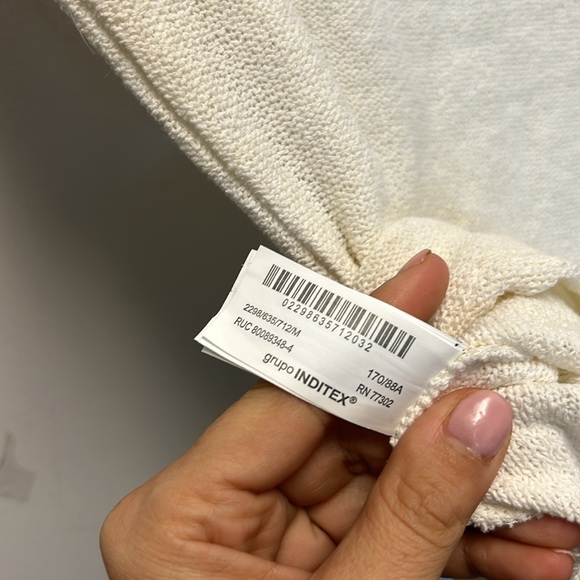 02298635712032
2298/635/712/M
170/88A
RUC 80089348-4
RN 77302
grupo INDITEX®